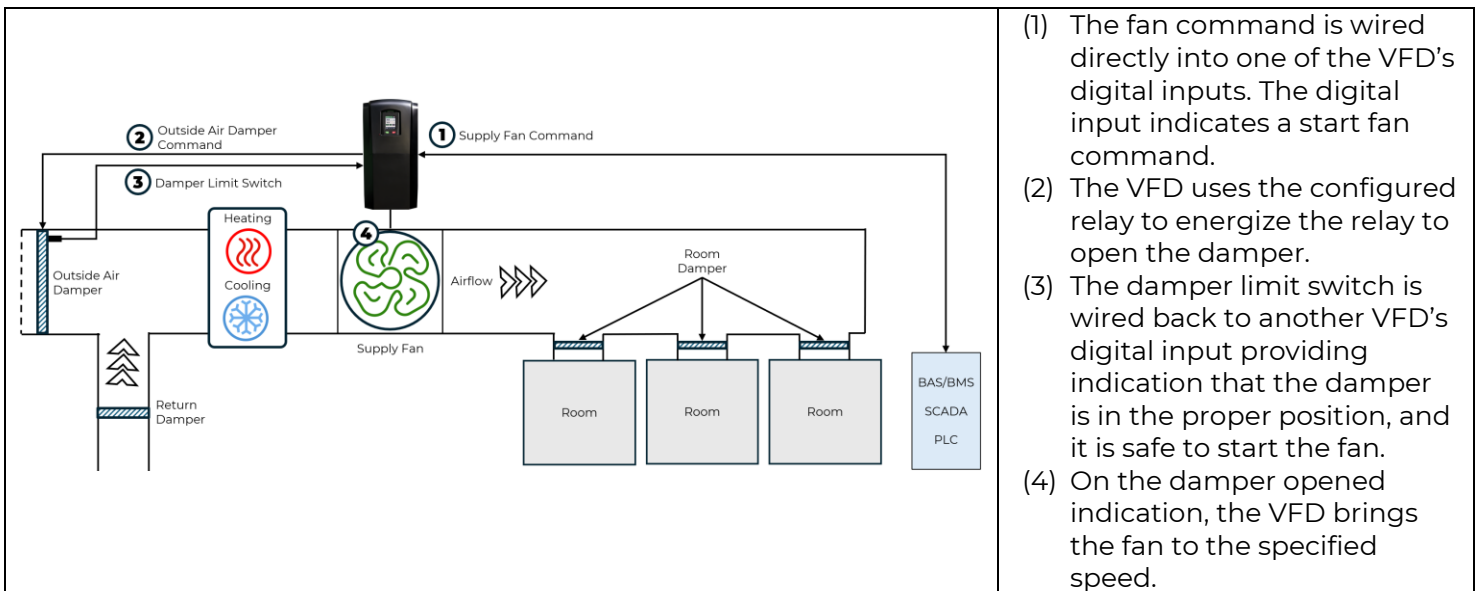 2 Outside Air Damper
Command
1 Supply Fan Command
3 Damper Limit Switch
4
Heating
Cooling
Outside Air
Damper
Airflow
Room
Damper
Supply Fan
Return
Damper
Room
Room
Room
BAS/BMS
SCADA
PLC
(1) The fan command is wired
directly into one of the VFD’s
digital inputs. The digital
input indicates a start fan
command.
(2) The VFD uses the configured
relay to energize the relay to
open the damper.
(3) The damper limit switch is
wired back to another VFD’s
digital input providing
indication that the damper
is in the proper position, and
it is safe to start the fan.
(4) On the damper opened
indication, the VFD brings
the fan to the specified
speed.